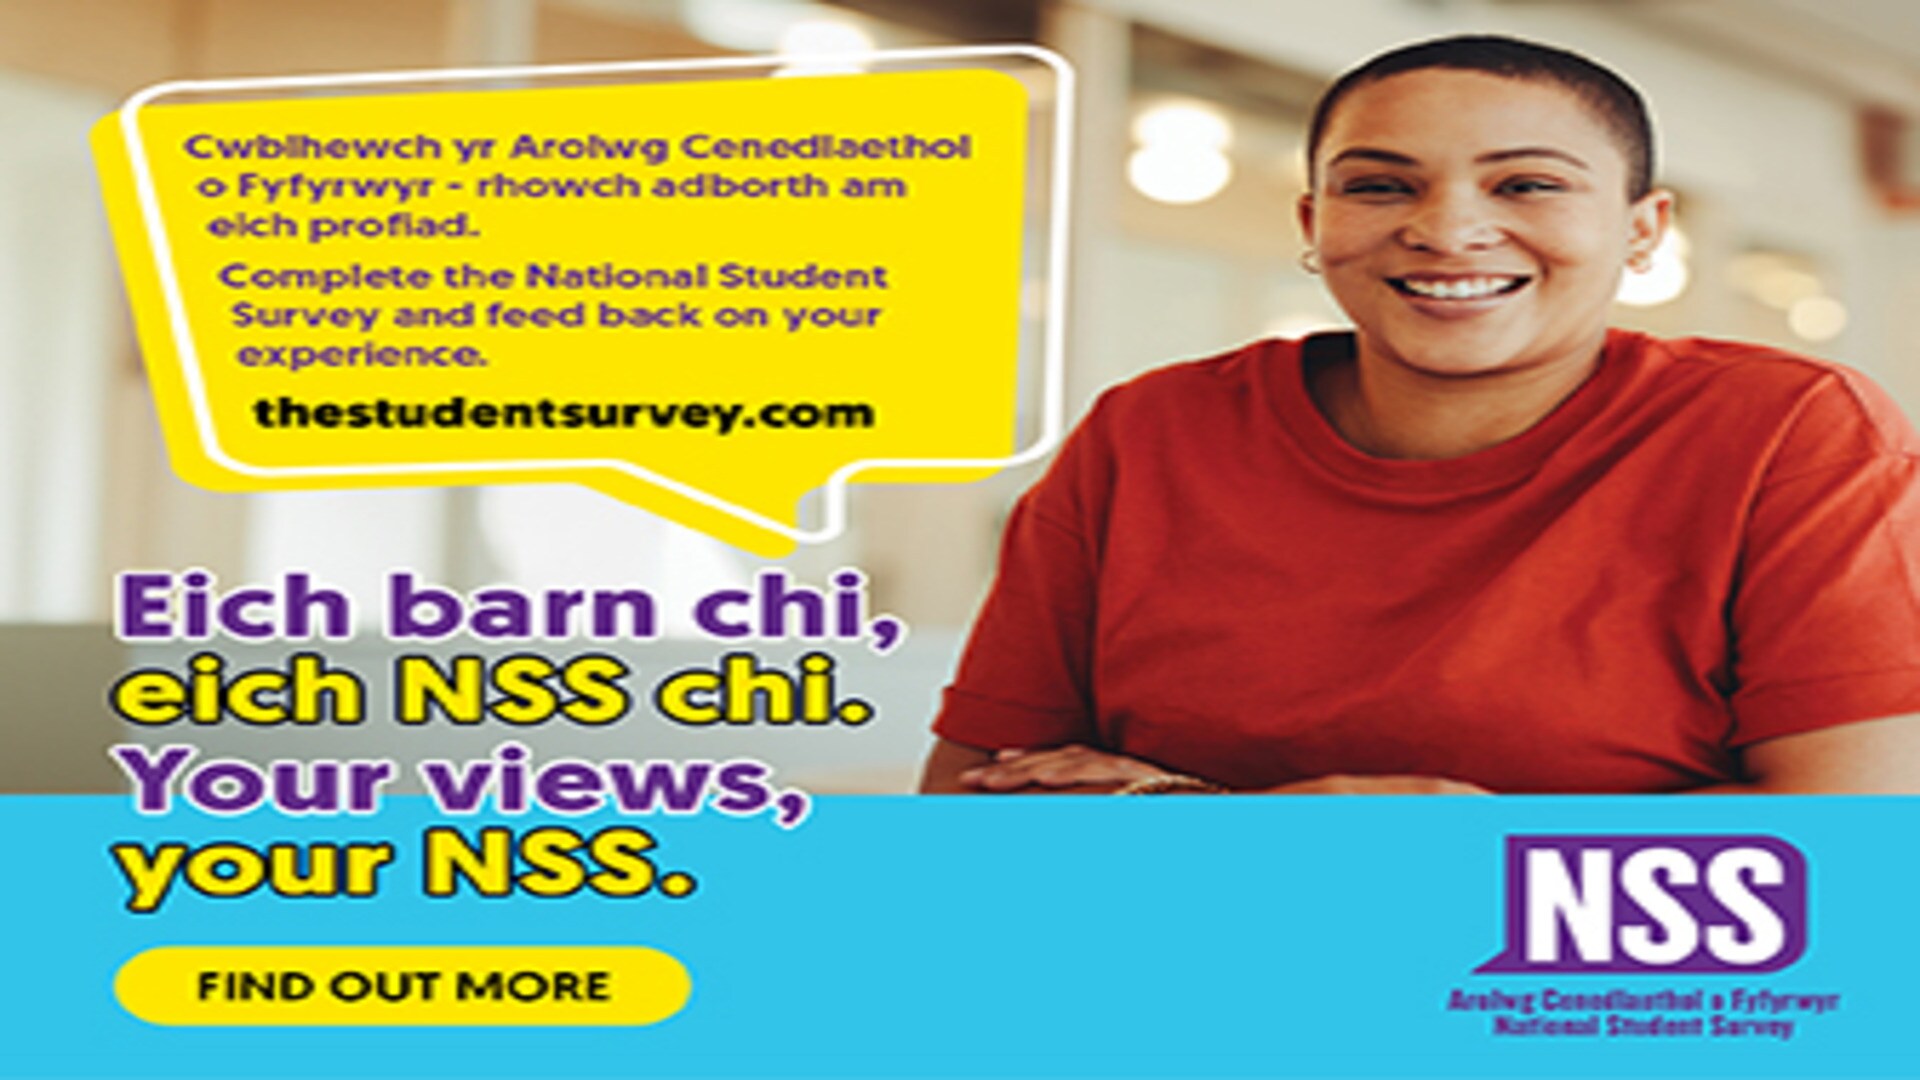 Cwblhewch yr Arolwg Cenedlaethol
o Fyfyrwyr - rhowch adborth am
eich profiad.
Complete the National Student
Survey and feed back on your
experience.
thestudentsurvey.com
Eich barn chi,
eich NSS chi.
Your views,
your NSS.
FIND OUT MORE
NSS
Arolwg Cenedlaethol o Fyfyrwyr
National Student Survey